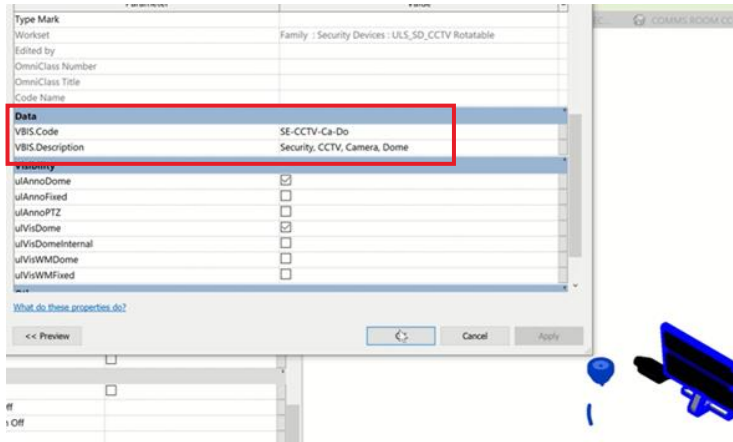 Parameter Value
Type Mark
Workset Family : Security Devices : ULS_SD_CCTV Rotatable
Edited by
OmniClass Number
OmniClass Title
Code Name
Data
VBIS.Code SE-CCTV-Ca-Do
VBIS.Description Security, CCTV, Camera, Dome
Visibility
ulAnnoDome
ulAnnoFixed
ulAnnoPTZ
ulVisDome
ulVisDomeInternal
ulVisWMDome
ulVisWMFixed
What do these properties do?
<< Preview Cancel Apply
COMMS ROOM CC
Off